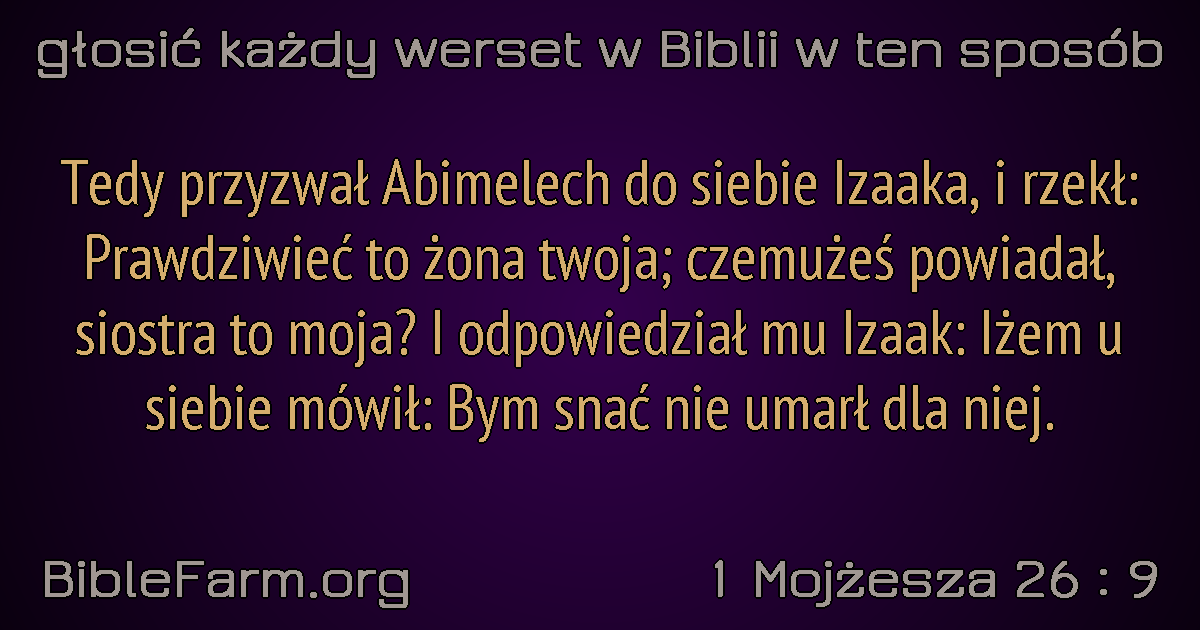 głosić każdy werset w Biblii w ten sposób
Tedy przyzwał Abimelech do siebie Izaaka, i rzekł:
Prawdziwieć to żona twoja; czemużeś powiadał,
siostra to moja? I odpowiedział mu Izaak: Iżem u
siebie mówił: Bym snać nie umarł dla niej.
BibleFarm.org
1 Mojżesza 26 : 9